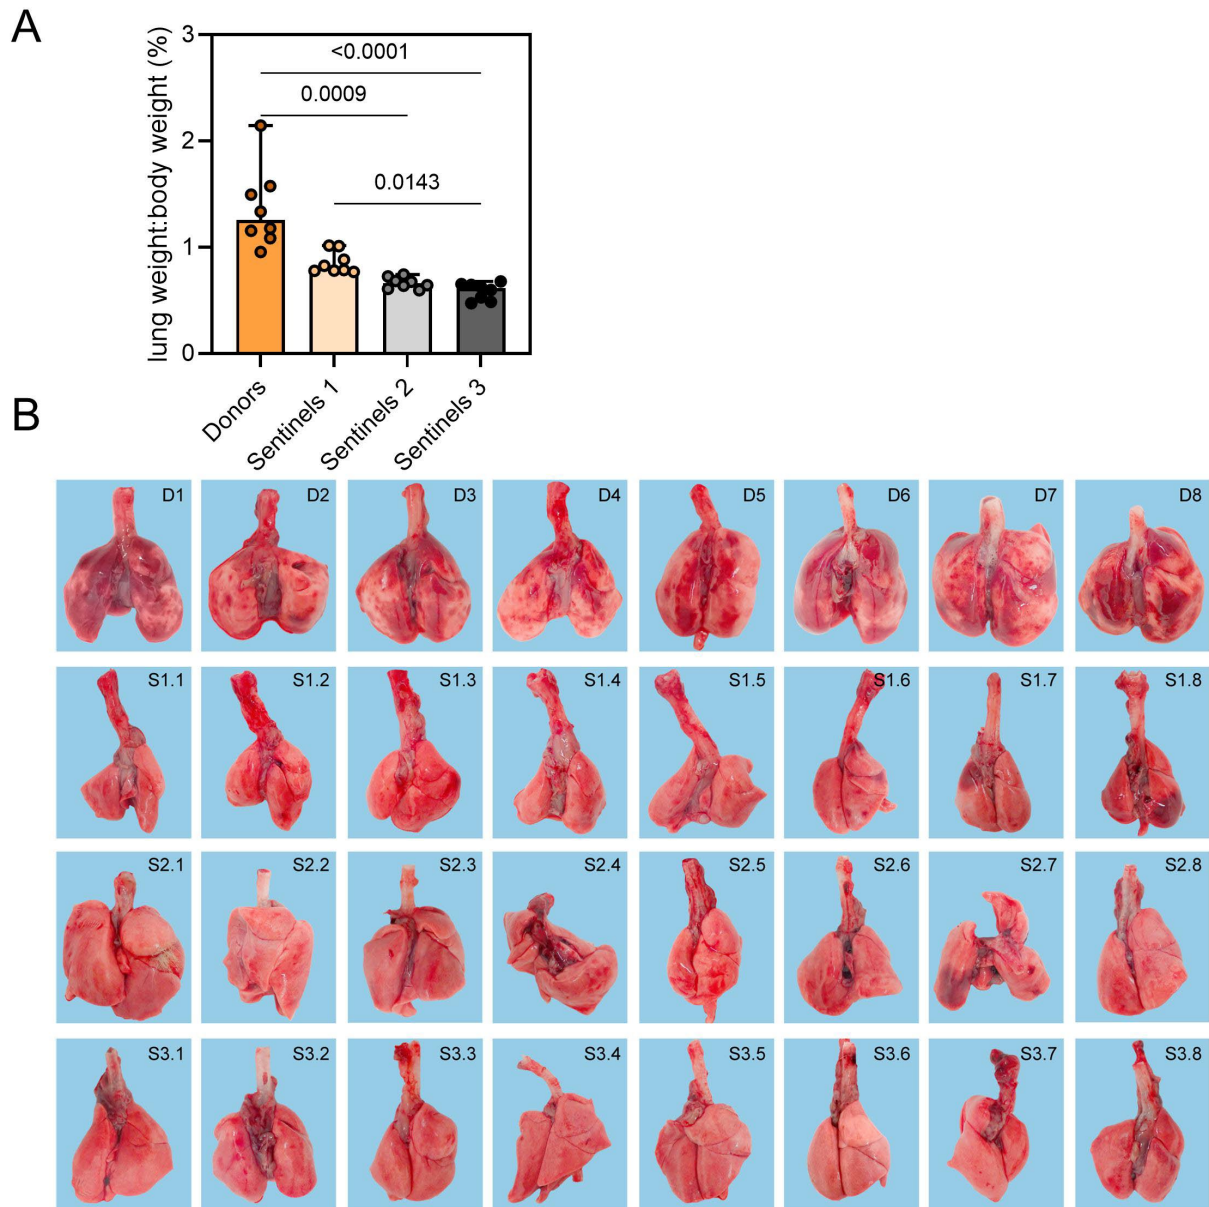 A
lung weight:body weight (%)
3
2
1
0
<0.0001
0.0009
0.0143
Donors
Sentinels 1
Sentinels 2
Sentinels 3
B
D1 D2 D3 D4 D5 D6 D7 D8
S1.1 S1.2 S1.3 S1.4 S1.5 S1.6 S1.7 S1.8
S2.1 S2.2 S2.3 S2.4 S2.5 S2.6 S2.7 S2.8
S3.1 S3.2 S3.3 S3.4 S3.5 S3.6 S3.7 S3.8